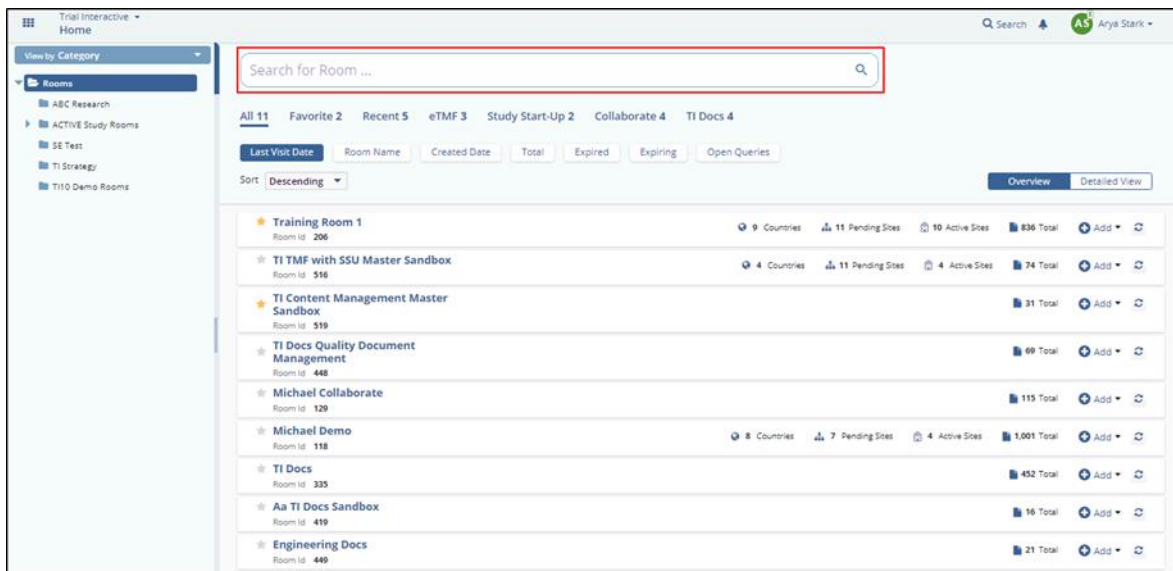 Trial Interactive
Home
Search
AS
Arya Stark
View by Category
Rooms
ABC Research
ACTIVE Study Rooms
SE Test
TI Strategy
TI10 Demo Rooms
Search for Room ...
All 11 Favorite 2 Recent 5 eTMF 3 Study Start-Up 2 Collaborate 4 TI Docs 4
Last Visit Date Room Name Created Date Total Expired Expiring Open Queries
Sort Descending Overview Detailed View
Training Room 1
Room Id 206
9 Countries 11 Pending Sites 10 Active Sites 836 Total Add
TI TMF with SSU Master Sandbox
Room Id 516
4 Countries 11 Pending Sites 4 Active Sites 74 Total Add
TI Content Management Master
Sandbox
Room Id 519
31 Total Add
TI Docs Quality Document
Management
Room Id 448
69 Total Add
Michael Collaborate
Room Id 129
115 Total Add
Michael Demo
Room Id 118
8 Countries 7 Pending Sites 4 Active Sites 1,001 Total Add
TI Docs
Room Id 335
452 Total Add
Aa TI Docs Sandbox
Room Id 419
16 Total Add
Engineering Docs
Room Id 449
21 Total Add